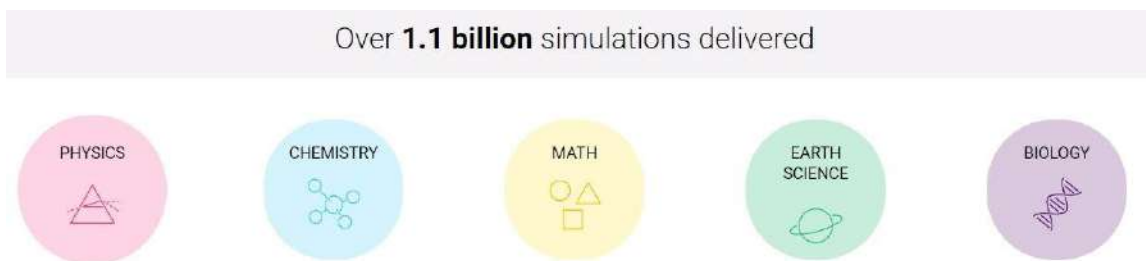 Over 1.1 billion simulations delivered
PHYSICS
CHEMISTRY
MATH
EARTH
SCIENCE
BIOLOGY